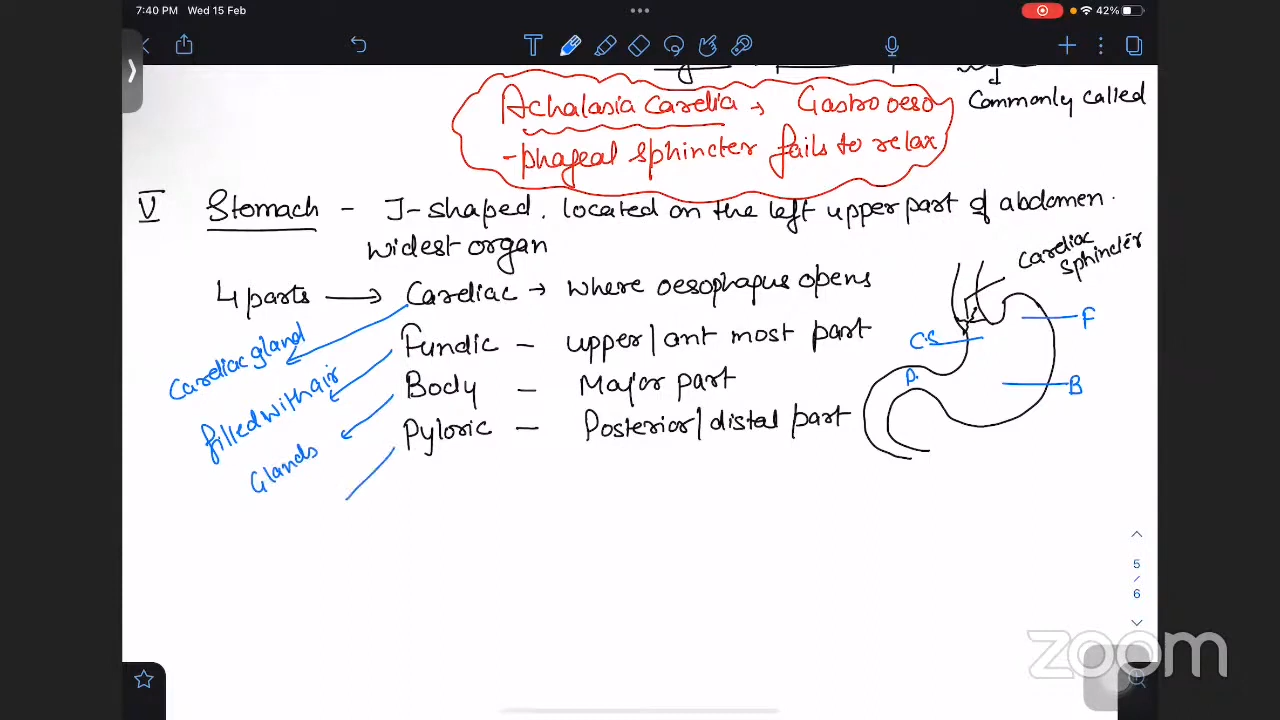 7:40 PM Wed 15 Feb
42%
Achalasia cardia → Gastro oeso
-phageal sphincter fails to relax
Commonly called
V Stomach - J-shaped. located on the left upper part of abdomen.
widest organ
Cardiac sphincter
4 parts → Cardiac → where oesophagus opens
Fundic - upper/ant most part
Body - Major part
Pyloric - Posterior/distal part
Cardiac gland
filled with air
Glands
C.S
F
B
P.
5
/
6
zoom